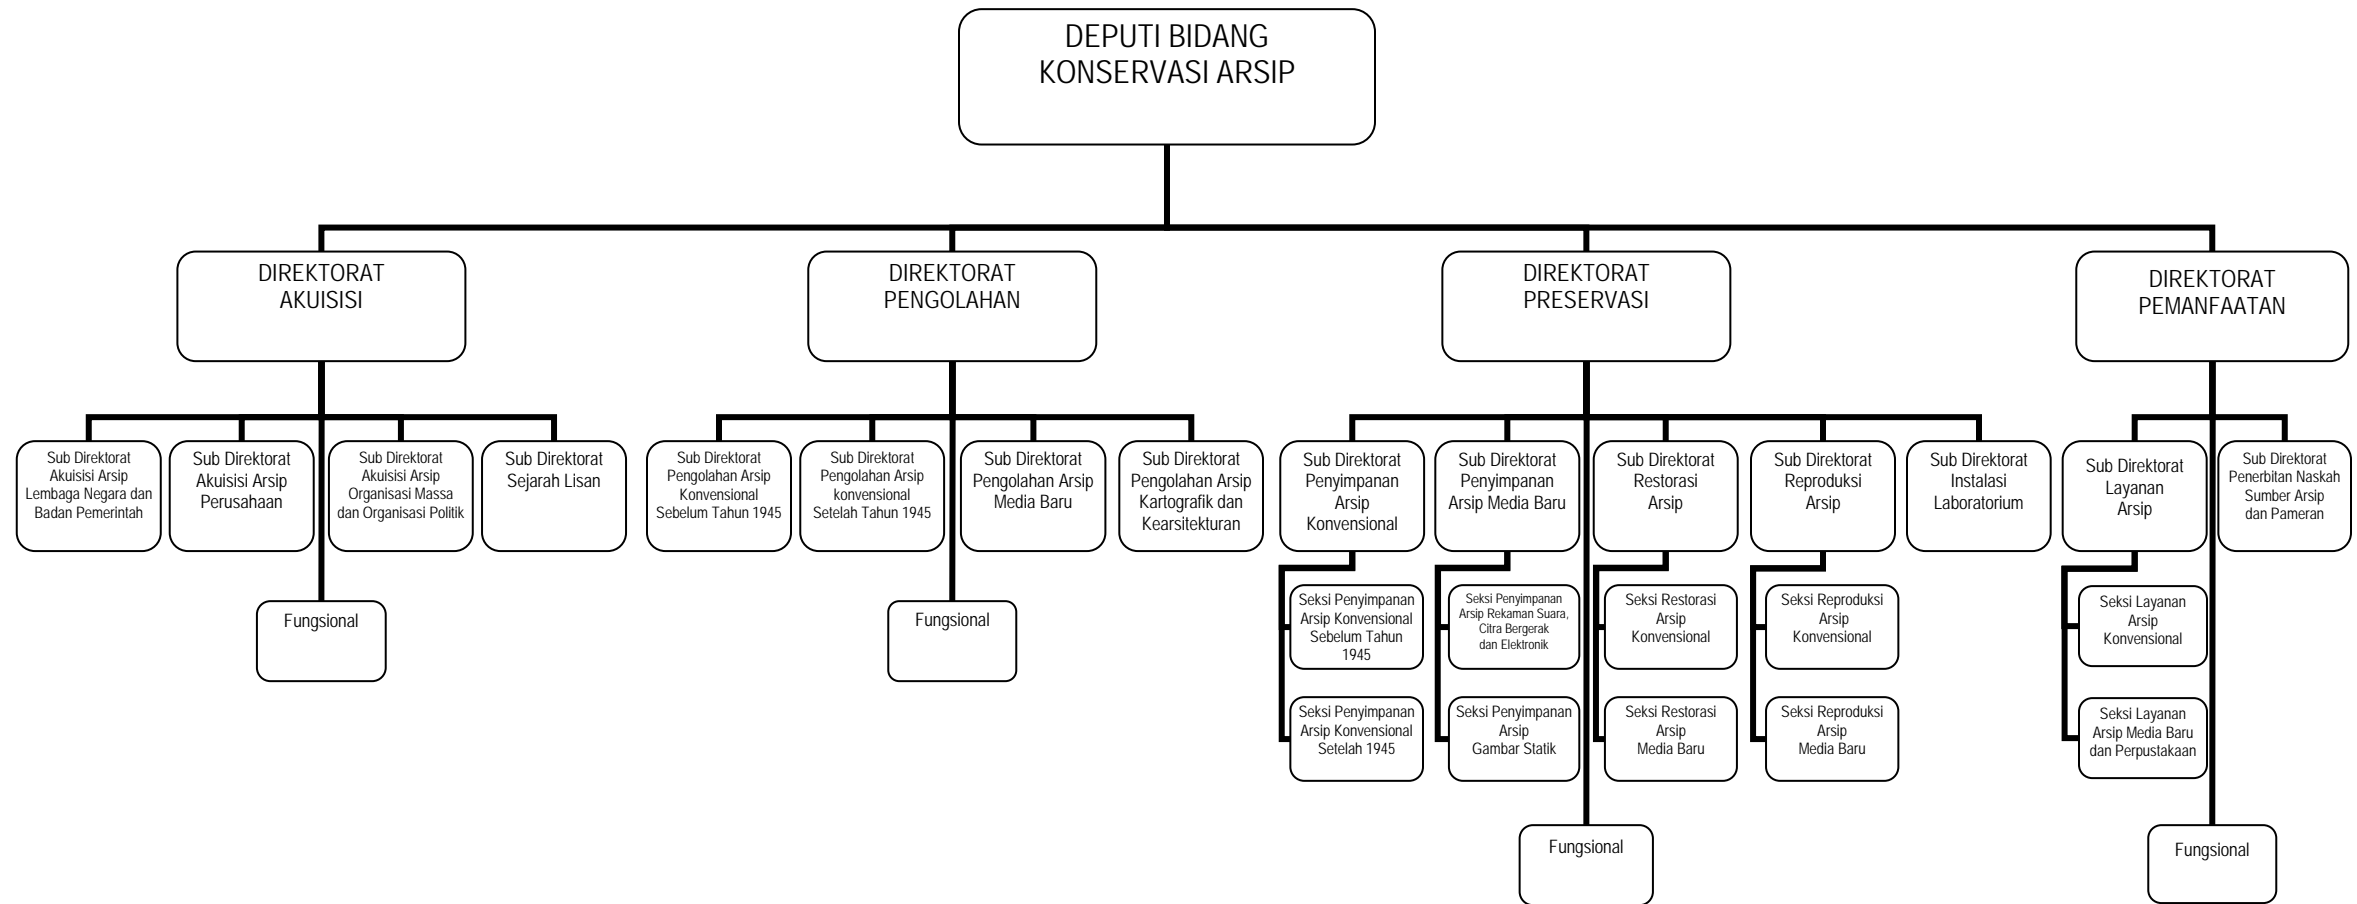 DEPUTI BIDANG
KONSERVASI ARSIP
DIREKTORAT
AKUISISI
DIREKTORAT
PENGOLAHAN
DIREKTORAT
PRESERVASI
DIREKTORAT
PEMANFAATAN
Sub Direktorat
Akuisisi Arsip
Lembaga Negara dan
Badan Pemerintah
Sub Direktorat
Akuisisi Arsip
Perusahaan
Sub Direktorat
Akuisisi Arsip
Organisasi Massa
dan Organisasi Politik
Sub Direktorat
Sejarah Lisan
Sub Direktorat
Pengolahan Arsip
Konvensional
Sebelum Tahun 1945
Sub Direktorat
Pengolahan Arsip
konvensional
Setelah Tahun 1945
Sub Direktorat
Pengolahan Arsip
Media Baru
Sub Direktorat
Pengolahan Arsip
Kartografik dan
Kearsitekturan
Sub Direktorat
Penyimpanan
Arsip
Konvensional
Sub Direktorat
Penyimpanan
Arsip Media Baru
Sub Direktorat
Restorasi
Arsip
Sub Direktorat
Reproduksi
Arsip
Sub Direktorat
Instalasi
Laboratorium
Sub Direktorat
Layanan
Arsip
Sub Direktorat
Penerbitan Naskah
Sumber Arsip
dan Pameran
Fungsional
Fungsional
Seksi Penyimpanan
Arsip Konvensional
Sebelum Tahun
1945
Seksi Penyimpanan
Arsip Rekaman Suara,
Citra Bergerak
dan Elektronik
Seksi Restorasi
Arsip
Konvensional
Seksi Reproduksi
Arsip
Konvensional
Seksi Layanan
Arsip
Konvensional
Seksi Penyimpanan
Arsip Konvensional
Setelah 1945
Seksi Penyimpanan
Arsip
Gambar Statik
Seksi Restorasi
Arsip
Media Baru
Seksi Reproduksi
Arsip
Media Baru
Seksi Layanan
Arsip Media Baru
dan Perpustakaan
Fungsional
Fungsional